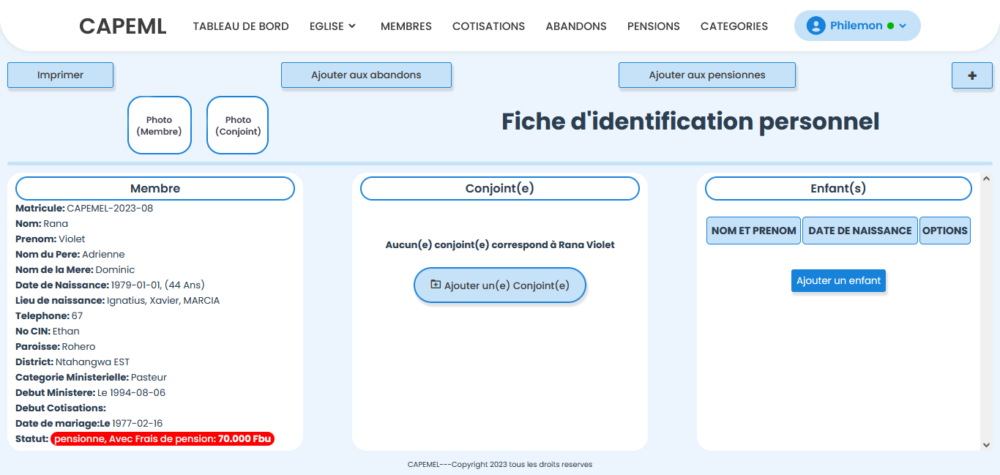 CAPEML
TABLEAU DE BORD
EGLISE
MEMBRES
COTISATIONS
ABANDONS
PENSIONS
CATEGORIES
Philemon
Imprimer
Ajouter aux abandons
Ajouter aux pensionnes
+
Photo
(Membre)
Photo
(Conjoint)
Fiche d'identification personnel
Membre
Matricule: CAPEMEL-2023-08
Nom: Rana
Prenom: Violet
Nom du Pere: Adrienne
Nom de la Mere: Dominic
Date de Naissance: 1979-01-01, (44 Ans)
Lieu de naissance: Ignatius, Xavier, MARCIA
Telephone: 67
No CIN: Ethan
Paroisse: Rohero
District: Ntahangwa EST
Categorie Ministerielle: Pasteur
Debut Ministere: Le 1994-08-06
Debut Cotisations:
Date de mariage:Le 1977-02-16
Statut: pensionne, Avec Frais de pension: 70.000 Fbu
Conjoint(e)
Aucun(e) conjoint(e) correspond à Rana Violet
Ajouter un(e) Conjoint(e)
Enfant(s)
NOM ET PRENOM
DATE DE NAISSANCE
OPTIONS
Ajouter un enfant
CAPEMEL---Copyright 2023 tous les droits reserves